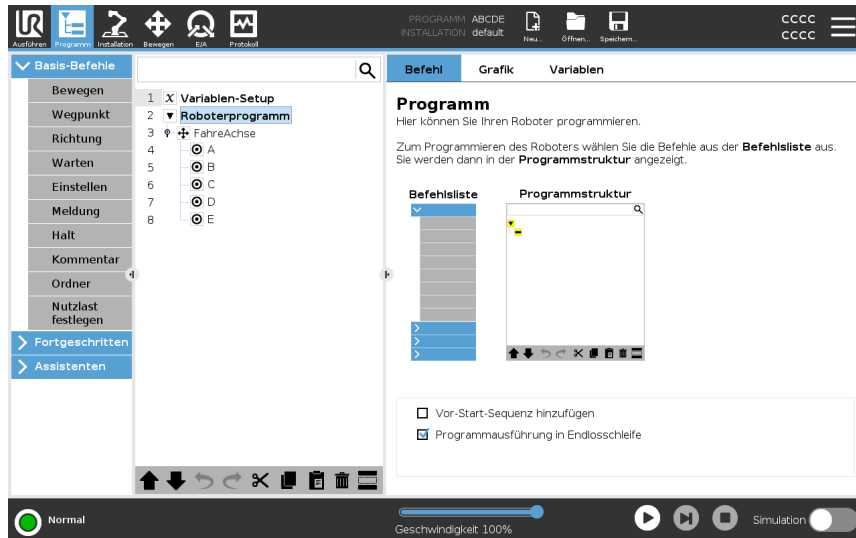 UR
PROGRAMM ABCDE
INSTALLATION default
CCCC
CCCC
Ausführen Programm Installation Bewegen E/A Protokoll
Neu... Öffnen... Speichern...
Basis-Befehle
Bewegen
Wegpunkt
Richtung
Warten
Einstellen
Meldung
Halt
Kommentar
Ordner
Nutzlast
festlegen
Fortgeschritten
Assistenten
1 X Variablen-Setup
2 Roboterprogramm
3 FahreAchse
4 A
5 B
6 C
7 D
8 E
Befehl Grafik Variablen
Programm
Hier können Sie Ihren Roboter programmieren.
Zum Programmieren des Roboters wählen Sie die Befehle aus der Befehlsliste aus.
Sie werden dann in der Programmstruktur angezeigt.
Befehlsliste Programmstruktur
Vor-Start-Sequenz hinzufügen
Programmausführung in Endlosschleife
Normal
Geschwindigkeit 100%
Simulation